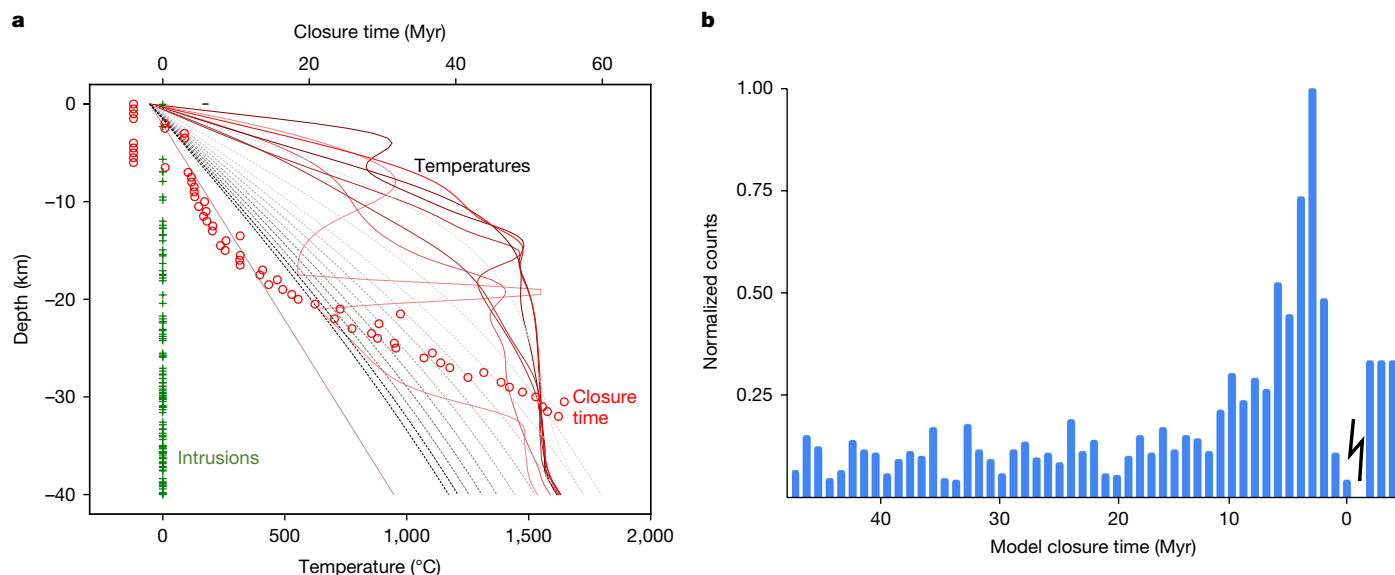 a
Closure time (Myr)
0 20 40 60
0
−10
−20
−30
−40
Depth (km)
Temperatures
Closure
time
Intrusions
0 500 1,000 1,500 2,000
Temperature (°C)
b
1.00
0.75
0.50
0.25
Normalized counts
40 30 20 10 0
Model closure time (Myr)